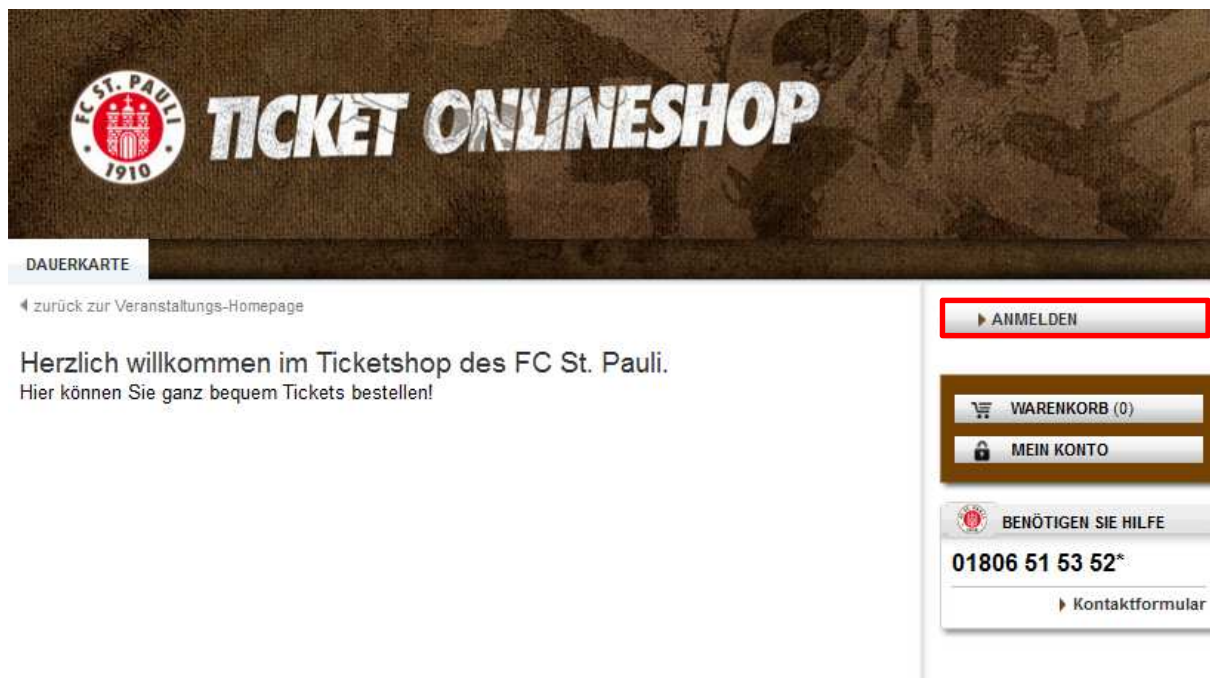 FC ST. PAULI
1910
TICKET ONLINESHOP
DAUERKARTE
zurück zur Veranstaltungs-Homepage
Herzlich willkommen im Ticketshop des FC St. Pauli.
Hier können Sie ganz bequem Tickets bestellen!
ANMELDEN
WARENKORB (0)
MEIN KONTO
BENÖTIGEN SIE HILFE
01806 51 53 52*
Kontaktformular